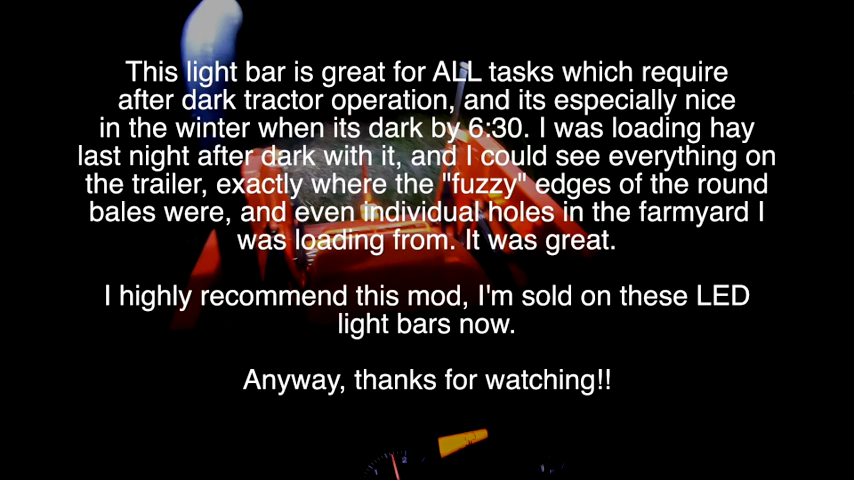 This light bar is great for ALL tasks which require
after dark tractor operation, and its especially nice
in the winter when its dark by 6:30. I was loading hay
last night after dark with it, and I could see everything on
the trailer, exactly where the "fuzzy" edges of the round
bales were, and even individual holes in the farmyard I
was loading from. It was great.
I highly recommend this mod, I'm sold on these LED
light bars now.
Anyway, thanks for watching!!